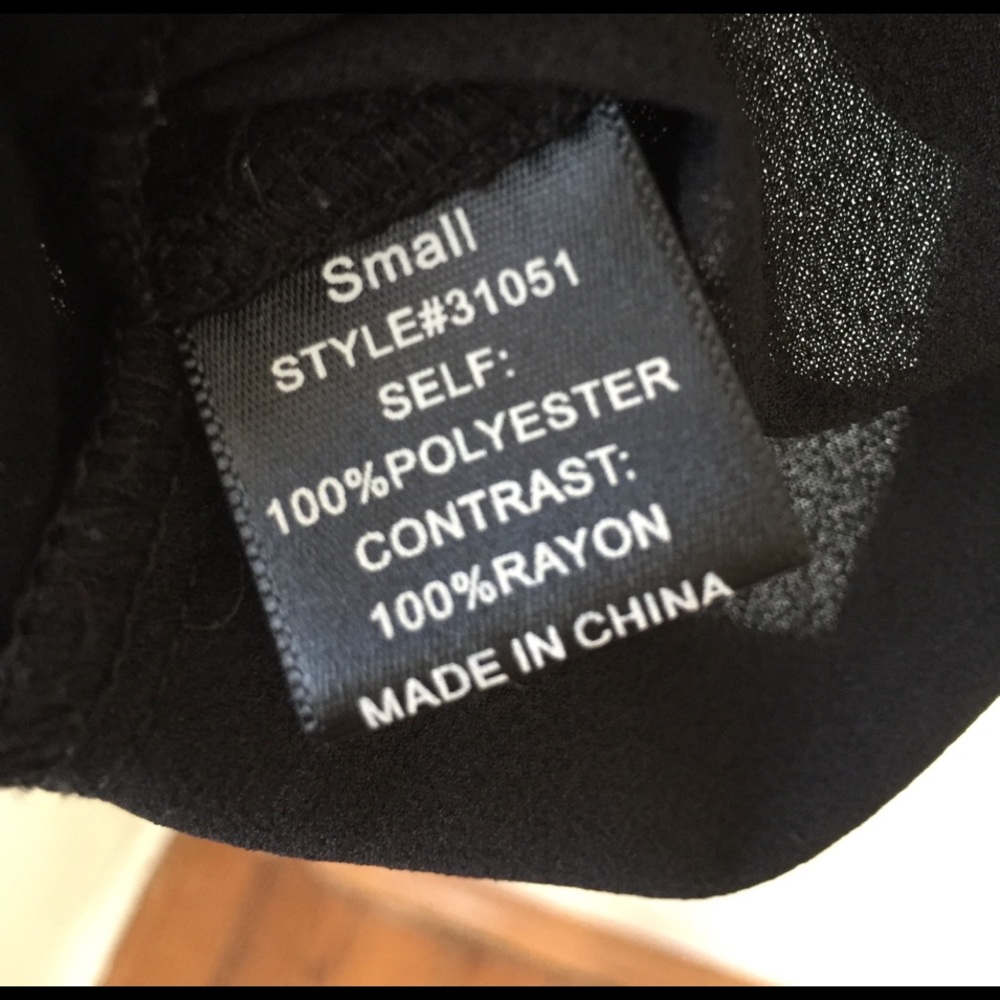 Small
STYLE#31051
SELF:
100%POLYESTER
CONTRAST:
100%RAYON
MADE IN CHINA